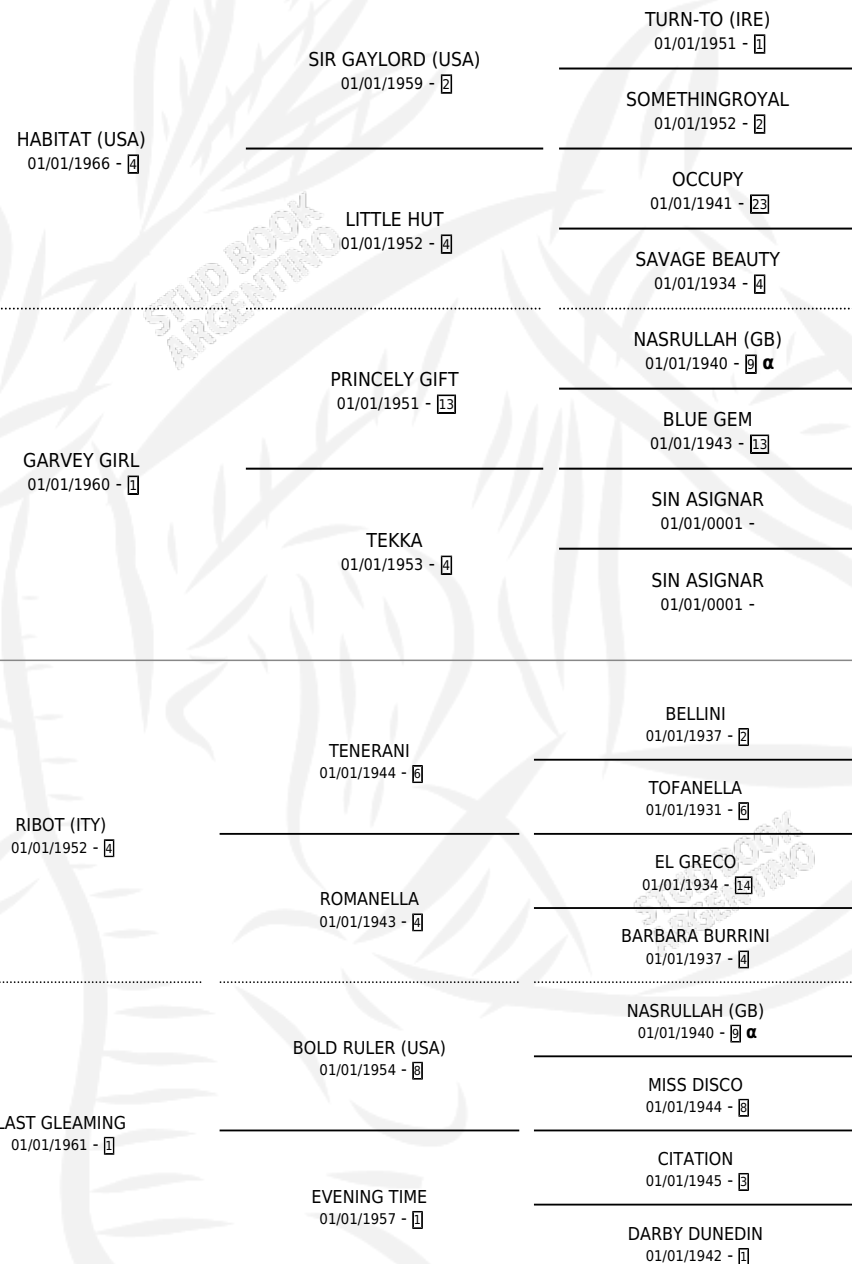 TURN-TO (IRE)
01/01/1951 - 1
SIR GAYLORD (USA)
01/01/1959 - 2
SOMETHINGROYAL
01/01/1952 - 2
HABITAT (USA)
01/01/1966 - 4
OCCUPY
01/01/1941 - 23
LITTLE HUT
01/01/1952 - 4
SAVAGE BEAUTY
01/01/1934 - 4
STUD BOOK
ARGENTINO
NASRULLAH (GB)
01/01/1940 - 9 α
PRINCELY GIFT
01/01/1951 - 13
BLUE GEM
01/01/1943 - 13
GARVEY GIRL
01/01/1960 - 1
SIN ASIGNAR
01/01/0001 -
TEKKA
01/01/1953 - 4
SIN ASIGNAR
01/01/0001 -
BELLINI
01/01/1937 - 2
TENERANI
01/01/1944 - 6
TOFANELLA
01/01/1931 - 6
RIBOT (ITY)
01/01/1952 - 4
EL GRECO
01/01/1934 - 14
STUD BOOK
ARGENTINO
ROMANELLA
01/01/1943 - 4
BARBARA BURRINI
01/01/1937 - 4
NASRULLAH (GB)
01/01/1940 - 9 α
BOLD RULER (USA)
01/01/1954 - 8
MISS DISCO
01/01/1944 - 8
LAST GLEAMING
01/01/1961 - 1
CITATION
01/01/1945 - 3
EVENING TIME
01/01/1957 - 1
DARBY DUNEDIN
01/01/1942 - 1